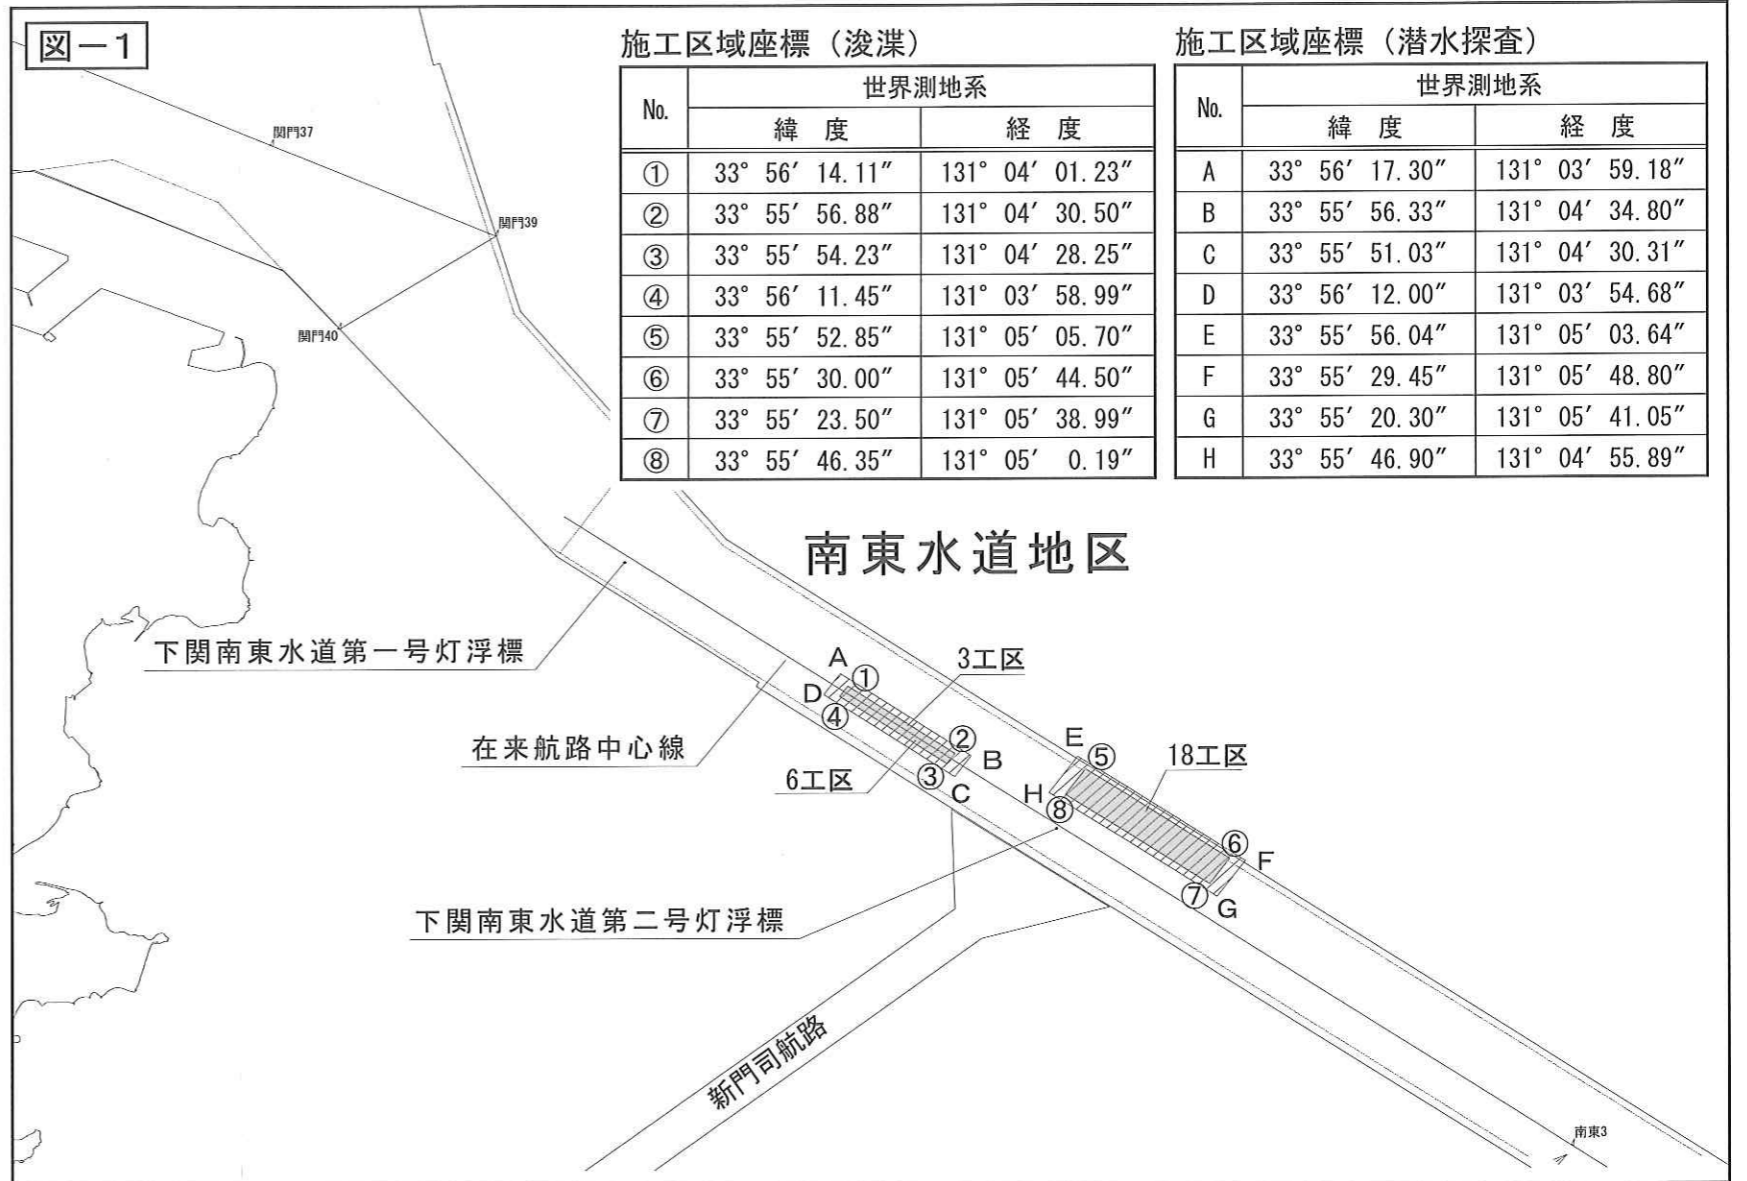 図－1
施工区域座標（浚渫）
No. 世界測地系
緯　度 経　度
① 33° 56′ 14.11″ 131° 04′ 01.23″
② 33° 55′ 56.88″ 131° 04′ 30.50″
③ 33° 55′ 54.23″ 131° 04′ 28.25″
④ 33° 56′ 11.45″ 131° 03′ 58.99″
⑤ 33° 55′ 52.85″ 131° 05′ 05.70″
⑥ 33° 55′ 30.00″ 131° 05′ 44.50″
⑦ 33° 55′ 23.50″ 131° 05′ 38.99″
⑧ 33° 55′ 46.35″ 131° 05′ 0.19″
施工区域座標（潜水探査）
No. 世界測地系
緯　度 経　度
A 33° 56′ 17.30″ 131° 03′ 59.18″
B 33° 55′ 56.33″ 131° 04′ 34.80″
C 33° 55′ 51.03″ 131° 04′ 30.31″
D 33° 56′ 12.00″ 131° 03′ 54.68″
E 33° 55′ 56.04″ 131° 05′ 03.64″
F 33° 55′ 29.45″ 131° 05′ 48.80″
G 33° 55′ 20.30″ 131° 05′ 41.05″
H 33° 55′ 46.90″ 131° 04′ 55.89″
関門37
関門39
関門40
南東水道地区
下関南東水道第一号灯浮標
A
①
3工区
D
④
②
B
在来航路中心線
6工区
③
C
E
⑤
18工区
H
⑧
⑥
F
⑦
G
下関南東水道第二号灯浮標
新門司航路
南東3